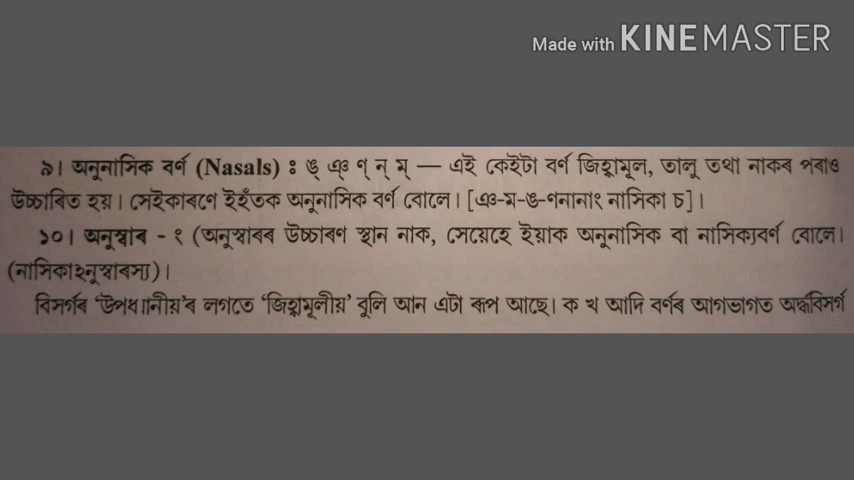 Made with KINEMASTER
৯। অনুনাসিক বৰ্ণ (Nasals) ঃ ঙ্ ঞ্ ণ্ ন্ ম্ — এই কেইটা বৰ্ণ জিহ্বামূল, তালু তথা নাকৰ পৰাও
উচ্চাৰিত হয়। সেইকাৰণে ইহঁতক অনুনাসিক বৰ্ণ বোলে। [ঞ-ম-ঙ-ণনানাং নাসিকা চ]।
১০। অনুস্বাৰ - ং (অনুস্বাৰৰ উচ্চাৰণ স্থান নাক, সেয়েহে ইয়াক অনুনাসিক বা নাসিক্যবৰ্ণ বোলে।
(নাসিকাহনুস্বাৰস্য)।
বিসৰ্গৰ ‘উপধ্মানীয়’ৰ লগতে ‘জিহ্বামূলীয়’ বুলি আন এটা ৰূপ আছে। ক খ আদি বৰ্ণৰ আগভাগত অৰ্দ্ধবিসৰ্গ